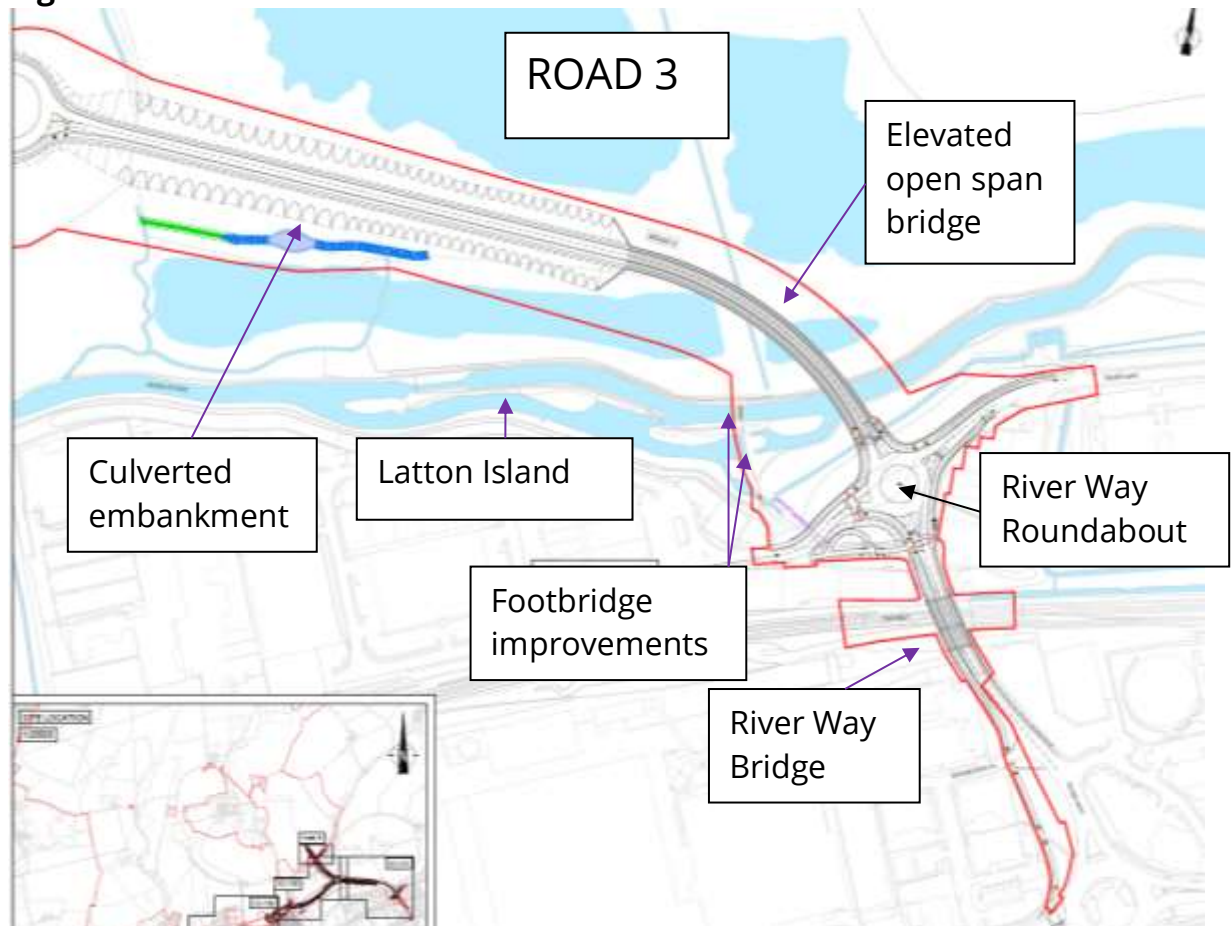 ROAD 3
Elevated
open span
bridge
Culverted
embankment
Latton Island
River Way
Roundabout
Footbridge
improvements
River Way
Bridge